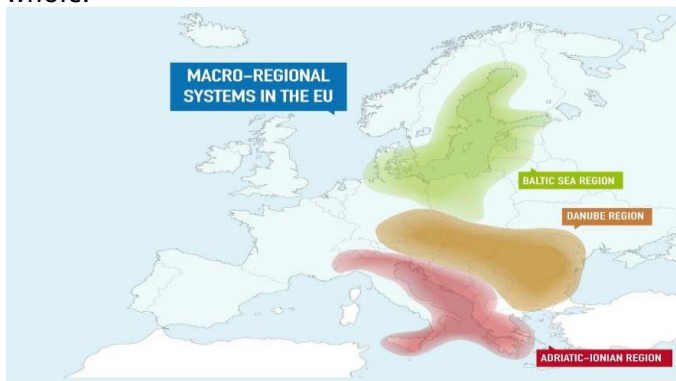 whole.
MACRO-REGIONAL
SYSTEMS IN THE EU
BALTIC SEA REGION
DANUBE REGION
ADRIATIC-IONIAN REGION